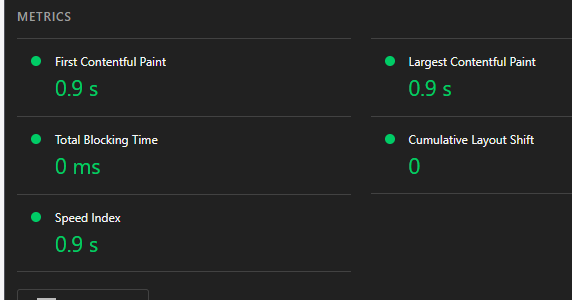 METRICS
First Contentful Paint
0.9 s
Largest Contentful Paint
0.9 s
Total Blocking Time
0 ms
Cumulative Layout Shift
0
Speed Index
0.9 s